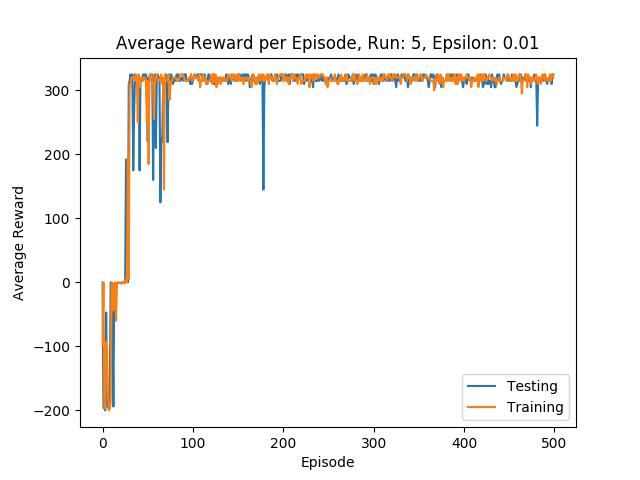 Average Reward per Episode, Run: 5, Epsilon: 0.01
Average Reward
300
200
100
0
−100
−200
0
100
200
300
400
500
Episode
Testing
Training